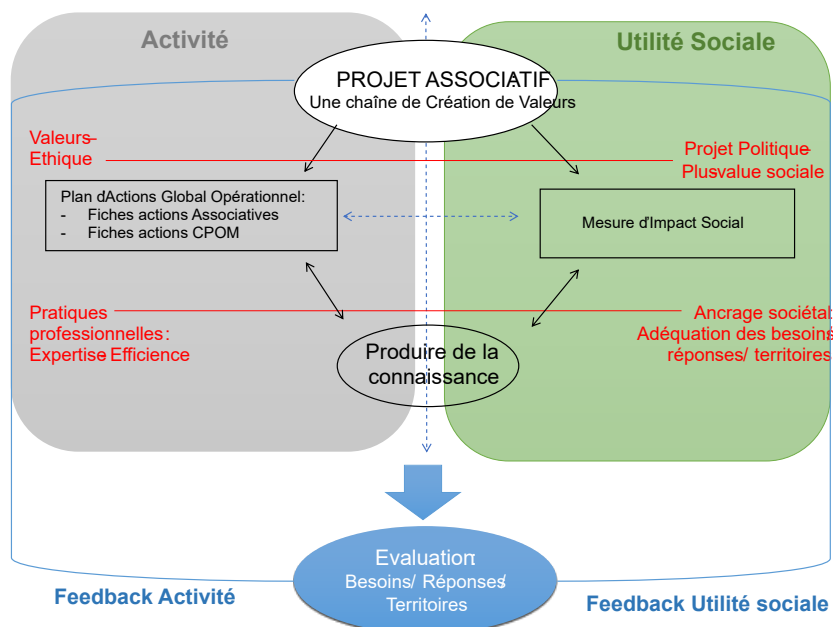 Activité
Utilité Sociale
PROJET ASSOCIATIF:
Une chaîne de Création de Valeurs
Valeurs–
Ethique
Projet Politique–
Plusvalue sociale
Plan dActions Global Opérationnel:
- Fiches actions Associatives
- Fiches actions CPOM
Mesure d'Impact Social
Pratiques
professionnelles :
Expertise–Efficience
Ancrage sociétal:
Adéquation des besoins/
réponses/ territoires
Produire de la
connaissance
Evaluation:
Besoins/ Réponses/
Territoires
Feedback Activité
Feedback Utilité sociale